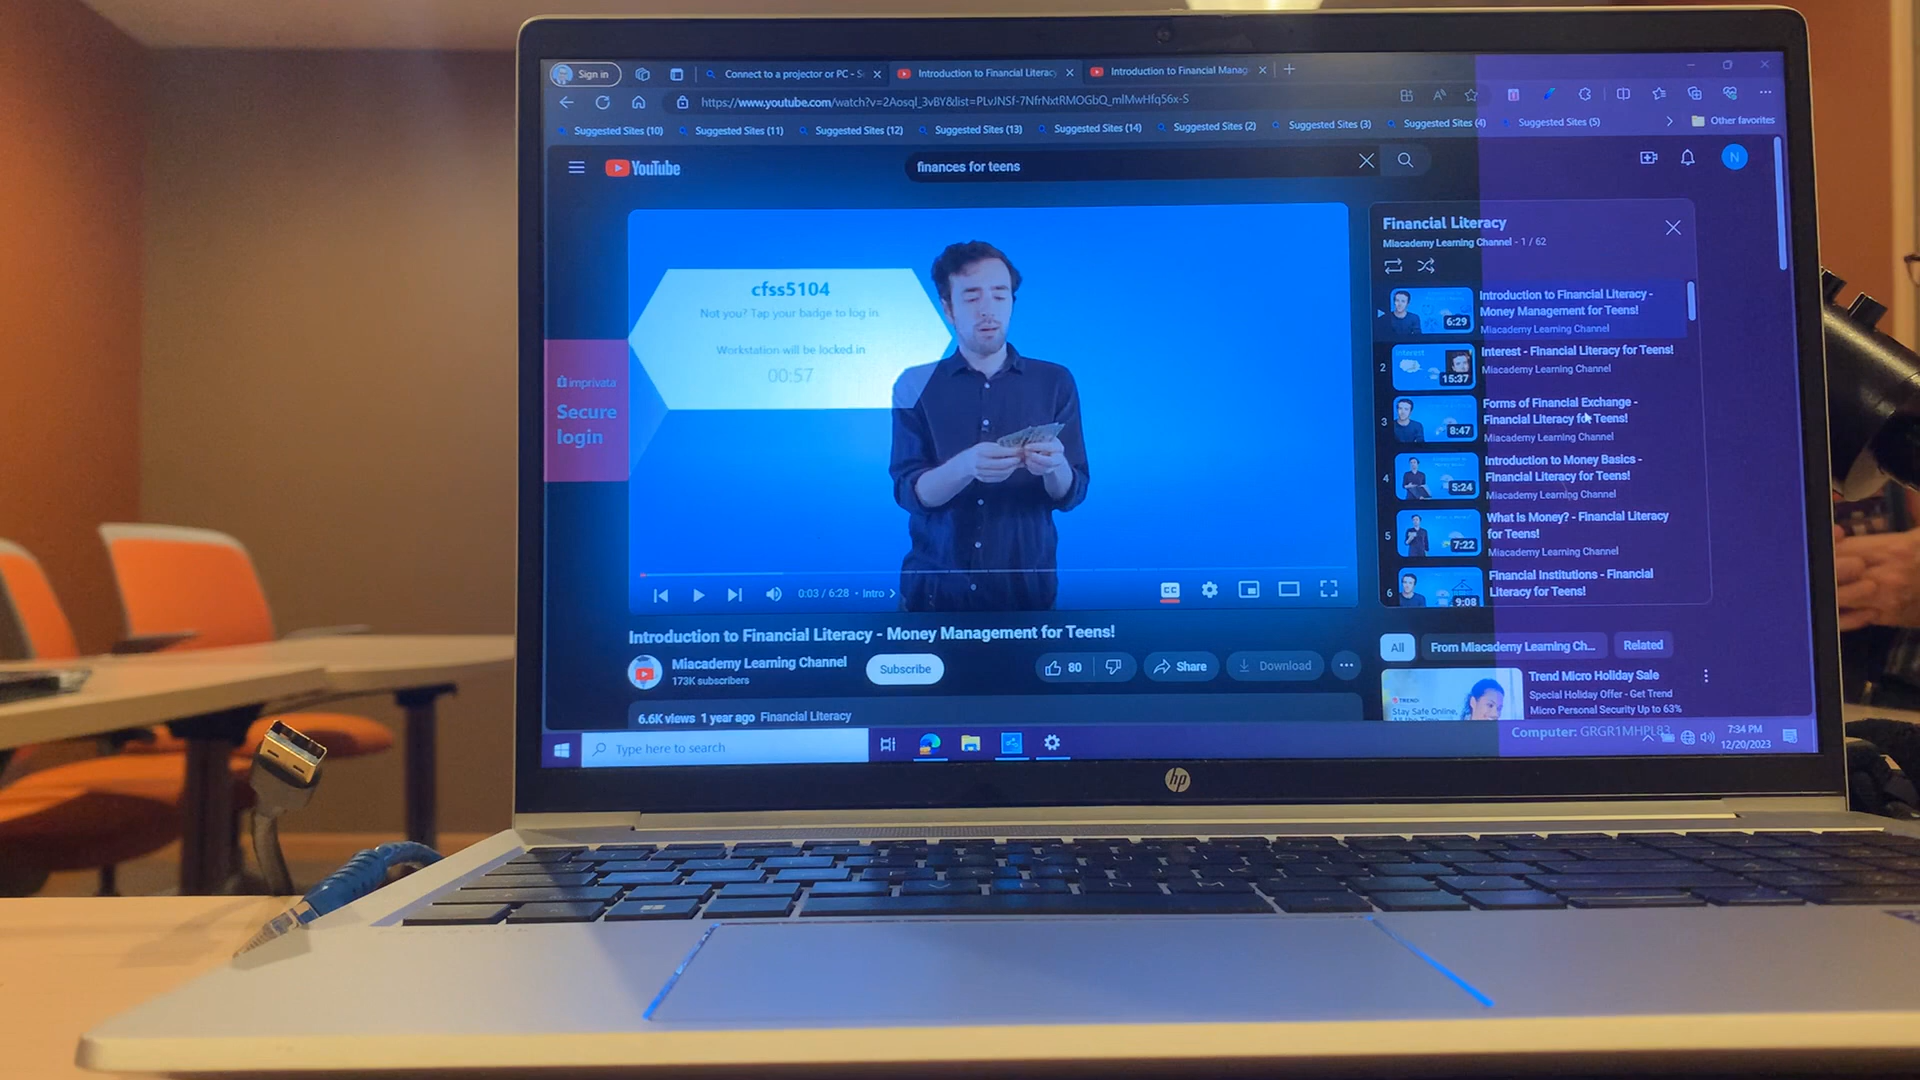 Sign in
Connect to a projector or PC - S
Introduction to Financial Literacy
Introduction to Financial Manag
https://www.youtube.com/watch?v=2Aosql_3vBY&list=PLvJNSf-7NfrNxtRMOGbQ_mlMwHfq56x-S
Suggested Sites (10)
Suggested Sites (11)
Suggested Sites (12)
Suggested Sites (13)
Suggested Sites (14)
Suggested Sites (2)
Suggested Sites (3)
Suggested Sites (4)
Suggested Sites (5)
Other favorites
YouTube
finances for teens
N
cfss5104
Not you? Tap your badge to log in.
Workstation will be locked in
00:57
imprivata
Secure
login
0:03 / 6:28 • Intro
CC
Financial Literacy
Miacademy Learning Channel - 1 / 62
6:29
Introduction to Financial Literacy -
Money Management for Teens!
Miacademy Learning Channel
2
Interest
15:37
Interest - Financial Literacy for Teens!
Miacademy Learning Channel
3
8:47
Forms of Financial Exchange -
Financial Literacy for Teens!
Miacademy Learning Channel
4
5:24
Introduction to Money Basics -
Financial Literacy for Teens!
Miacademy Learning Channel
5
7:22
What Is Money? - Financial Literacy
for Teens!
Miacademy Learning Channel
6
9:08
Financial Institutions - Financial
Literacy for Teens!
Introduction to Financial Literacy - Money Management for Teens!
Miacademy Learning Channel
173K subscribers
Subscribe
80
Share
Download
6.6K views 1 year ago Financial Literacy
All
From Miacademy Learning Ch...
Related
TREND
Stay Safe Online,
Trend Micro Holiday Sale
Special Holiday Offer - Get Trend
Micro Personal Security Up to 63%
Type here to search
Computer: GRGR1MHPL83
7:34 PM
12/20/2023
hp